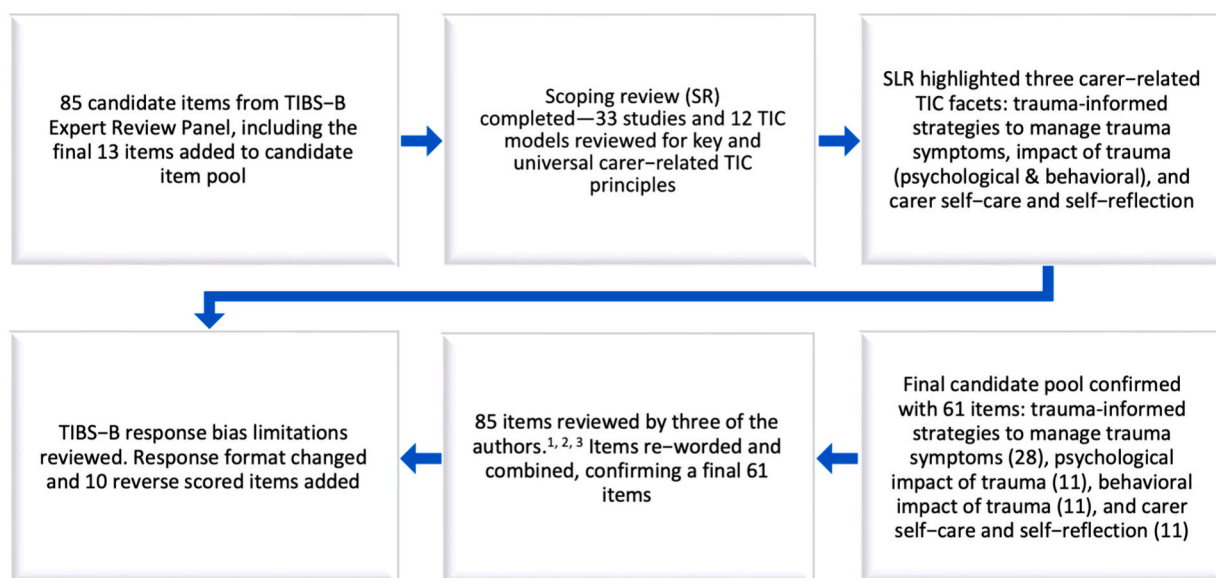 85 candidate items from TIBS−B
Expert Review Panel, including the
final 13 items added to candidate
item pool
Scoping review (SR)
completed—33 studies and 12 TIC
models reviewed for key and
universal carer−related TIC
principles
SLR highlighted three carer−related
TIC facets: trauma-informed
strategies to manage trauma
symptoms, impact of trauma
(psychological & behavioral), and
carer self−care and self−reflection
TIBS−B response bias limitations
reviewed. Response format changed
and 10 reverse scored items added
85 items reviewed by three of the
authors.1, 2, 3 Items re−worded and
combined, confirming a final 61
items
Final candidate pool confirmed
with 61 items: trauma-informed
strategies to manage trauma
symptoms (28), psychological
impact of trauma (11), behavioral
impact of trauma (11), and carer
self−care and self−reflection (11)